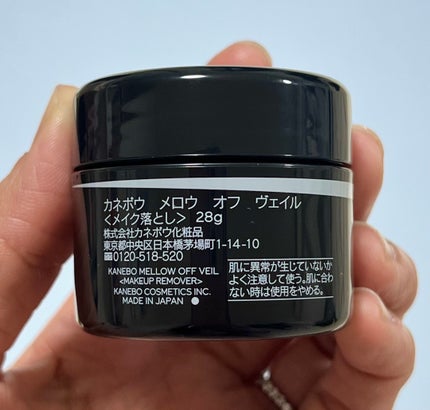 カネボウ メロウ オフ ヴェイル
<メイク落とし> 28g
株式会社カネボウ化粧品
東京都中央区日本橋茅場町1-14-10
☎0120-518-520
KANEBO MELLOW OFF VEIL
<MAKEUP REMOVER>
KANEBO COSMETICS INC.
MADE IN JAPAN ●
肌に異常が生じていないか
よく注意して使う。肌に合わ
ない時は使用をやめる。